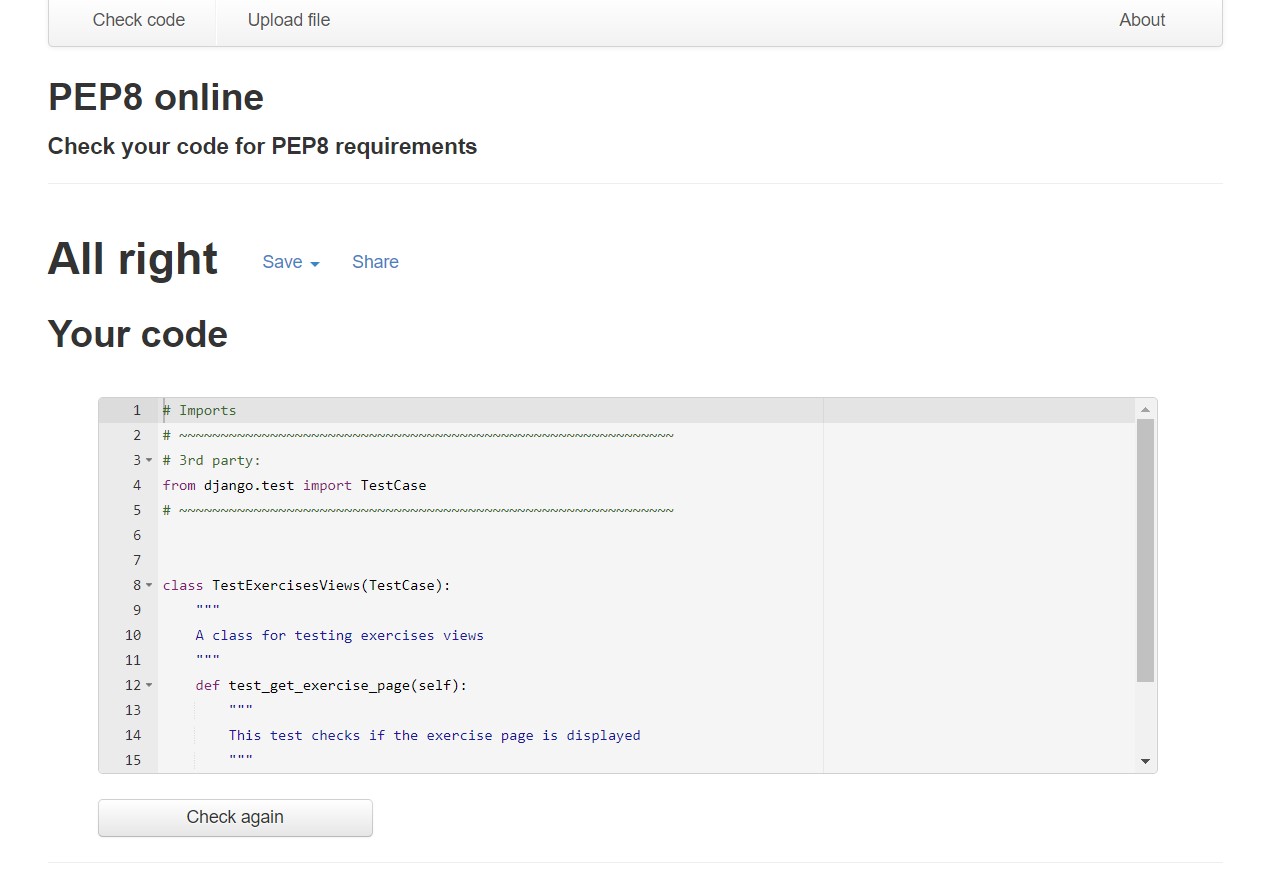 Check code Upload file About
PEP8 online
Check your code for PEP8 requirements
All right Save Share
Your code
1 # Imports
2 # ~~~~~~~~~~~~~~~~~~~~~~~~~~~~~~~~~~~~~~~~~~~~~~~~~~~~~~~~~~~~
3 # 3rd party:
4 from django.test import TestCase
5 # ~~~~~~~~~~~~~~~~~~~~~~~~~~~~~~~~~~~~~~~~~~~~~~~~~~~~~~~~~~~~
6
7
8 class TestExercisesViews(TestCase):
9     """
10     A class for testing exercises views
11     """
12     def test_get_exercise_page(self):
13         """
14         This test checks if the exercise page is displayed
15         """
Check again